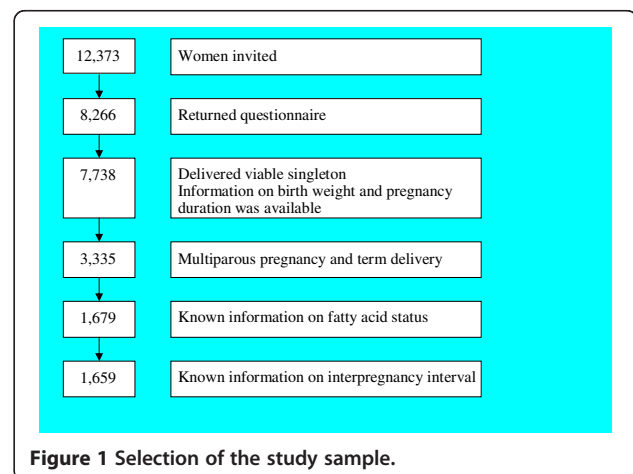 12,373 Women invited
8,266 Returned questionnaire
7,738 Delivered viable singleton
Information on birth weight and pregnancy
duration was available
3,335 Multiparous pregnancy and term delivery
1,679 Known information on fatty acid status
1,659 Known information on interpregnancy interval
Figure 1 Selection of the study sample.